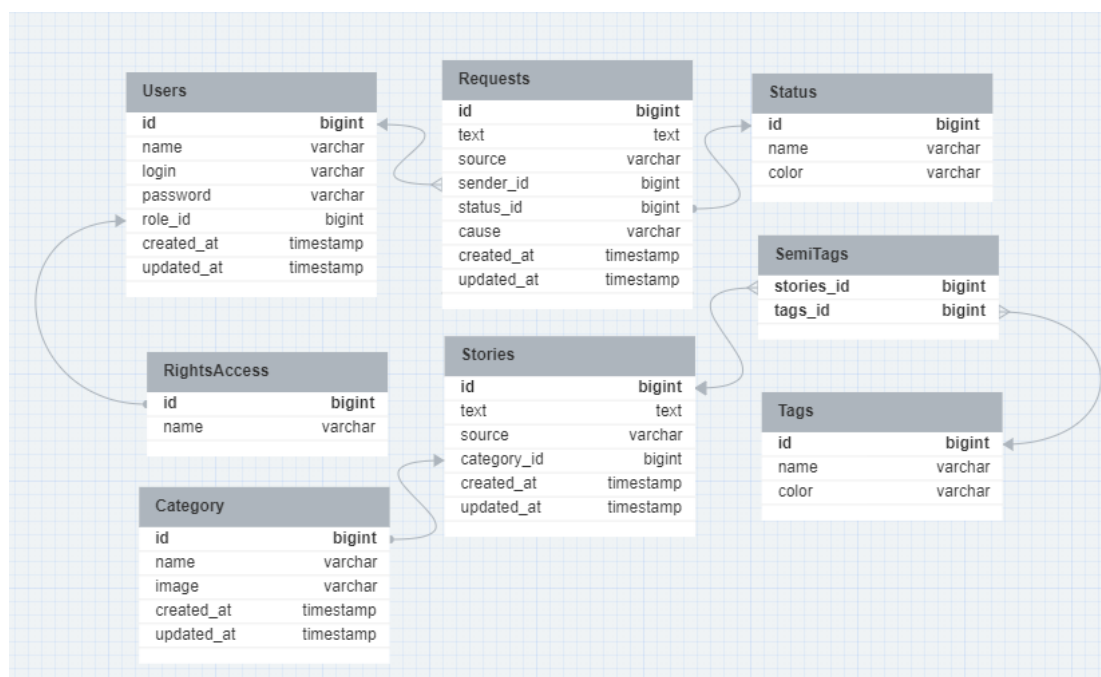 Users
id bigint
name varchar
login varchar
password varchar
role_id bigint
created_at timestamp
updated_at timestamp
Requests
id bigint
text text
source varchar
sender_id bigint
status_id bigint
cause varchar
created_at timestamp
updated_at timestamp
Status
id bigint
name varchar
color varchar
SemiTags
stories_id bigint
tags_id bigint
RightsAccess
id bigint
name varchar
Stories
id bigint
text text
source varchar
category_id bigint
created_at timestamp
updated_at timestamp
Tags
id bigint
name varchar
color varchar
Category
id bigint
name varchar
image varchar
created_at timestamp
updated_at timestamp